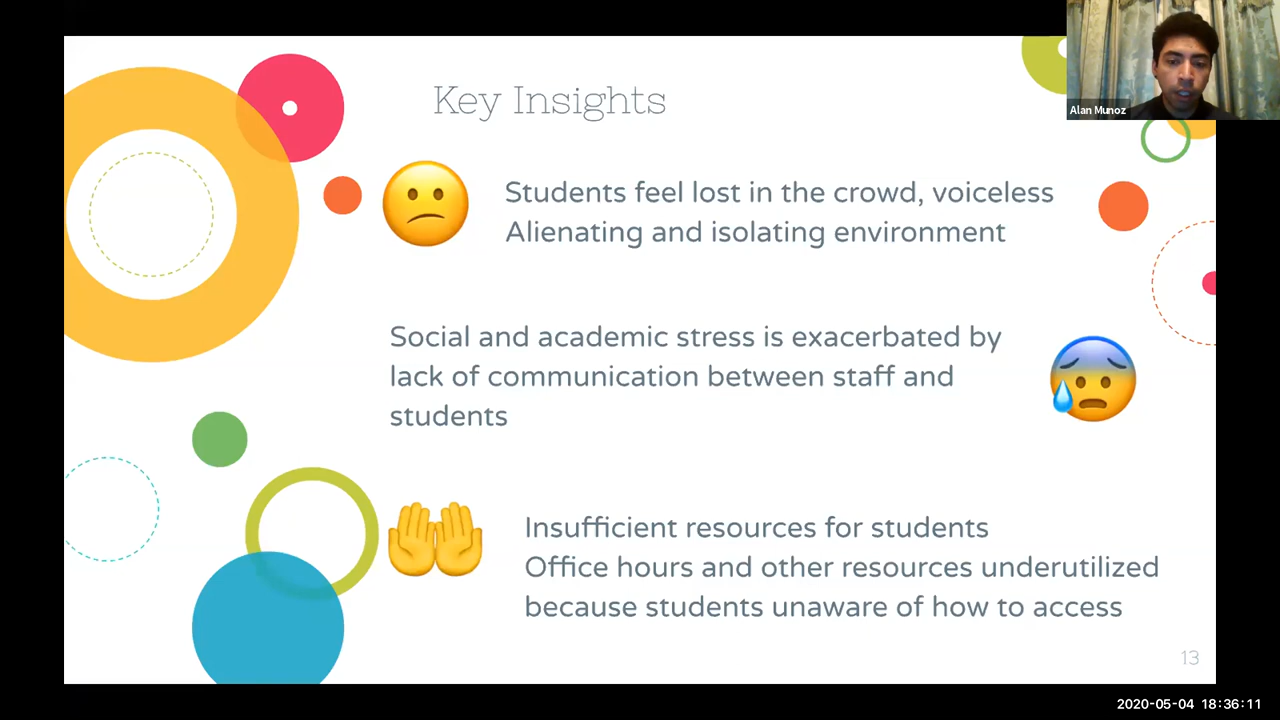 Key Insights
Alan Munoz
Students feel lost in the crowd, voiceless
Alienating and isolating environment
Social and academic stress is exacerbated by
lack of communication between staff and
students
Insufficient resources for students
Office hours and other resources underutilized
because students unaware of how to access
13
2020-05-04 18:36:11